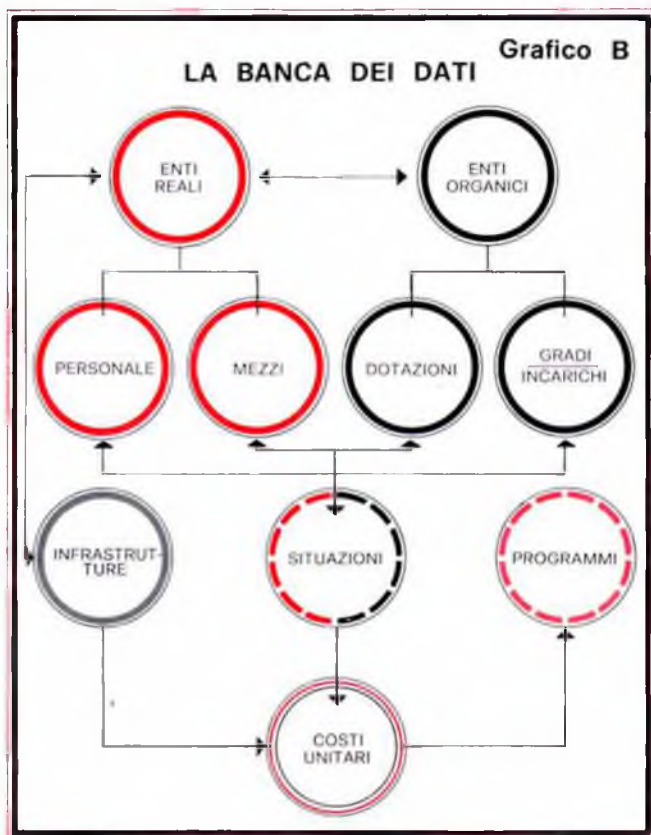 Grafico B
LA BANCA DEI DATI
ENTI
REALI
ENTI
ORGANICI
PERSONALE
MEZZI
DOTAZIONI
GRADI
INCARICHI
INFRASTRUT-
TURE
SITUAZIONI
PROGRAMMI
COSTI
UNITARI